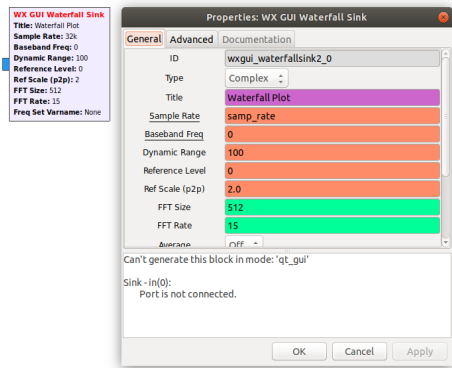 WX GUI Waterfall Sink
Title: Waterfall Plot
Sample Rate: 32k
Baseband Freq: 0
Dynamic Range: 100
Reference Level: 0
Ref Scale (p2p): 2
FFT Size: 512
FFT Rate: 15
Freq Set Varname: None
Properties: WX GUI Waterfall Sink
General Advanced Documentation
ID wxgui_waterfallsink2_0
Type Complex
Title Waterfall Plot
Sample Rate samp_rate
Baseband Freq 0
Dynamic Range 100
Reference Level 0
Ref Scale (p2p) 2.0
FFT Size 512
FFT Rate 15
Average Off
Can't generate this block in mode: 'qt_gui'
Sink - in(0):
Port is not connected.
OK Cancel Apply